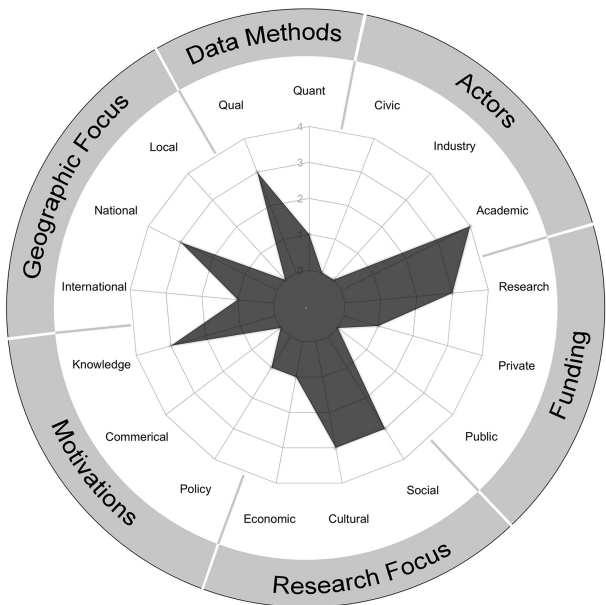 Data Methods
Actors
Funding
Research Focus
Motivations
Geographic Focus
Quant
Civic
Industry
Academic
Research
Private
Public
Social
Cultural
Economic
Policy
Commerical
Knowledge
International
National
Local
Qual
4
3
2
1
0